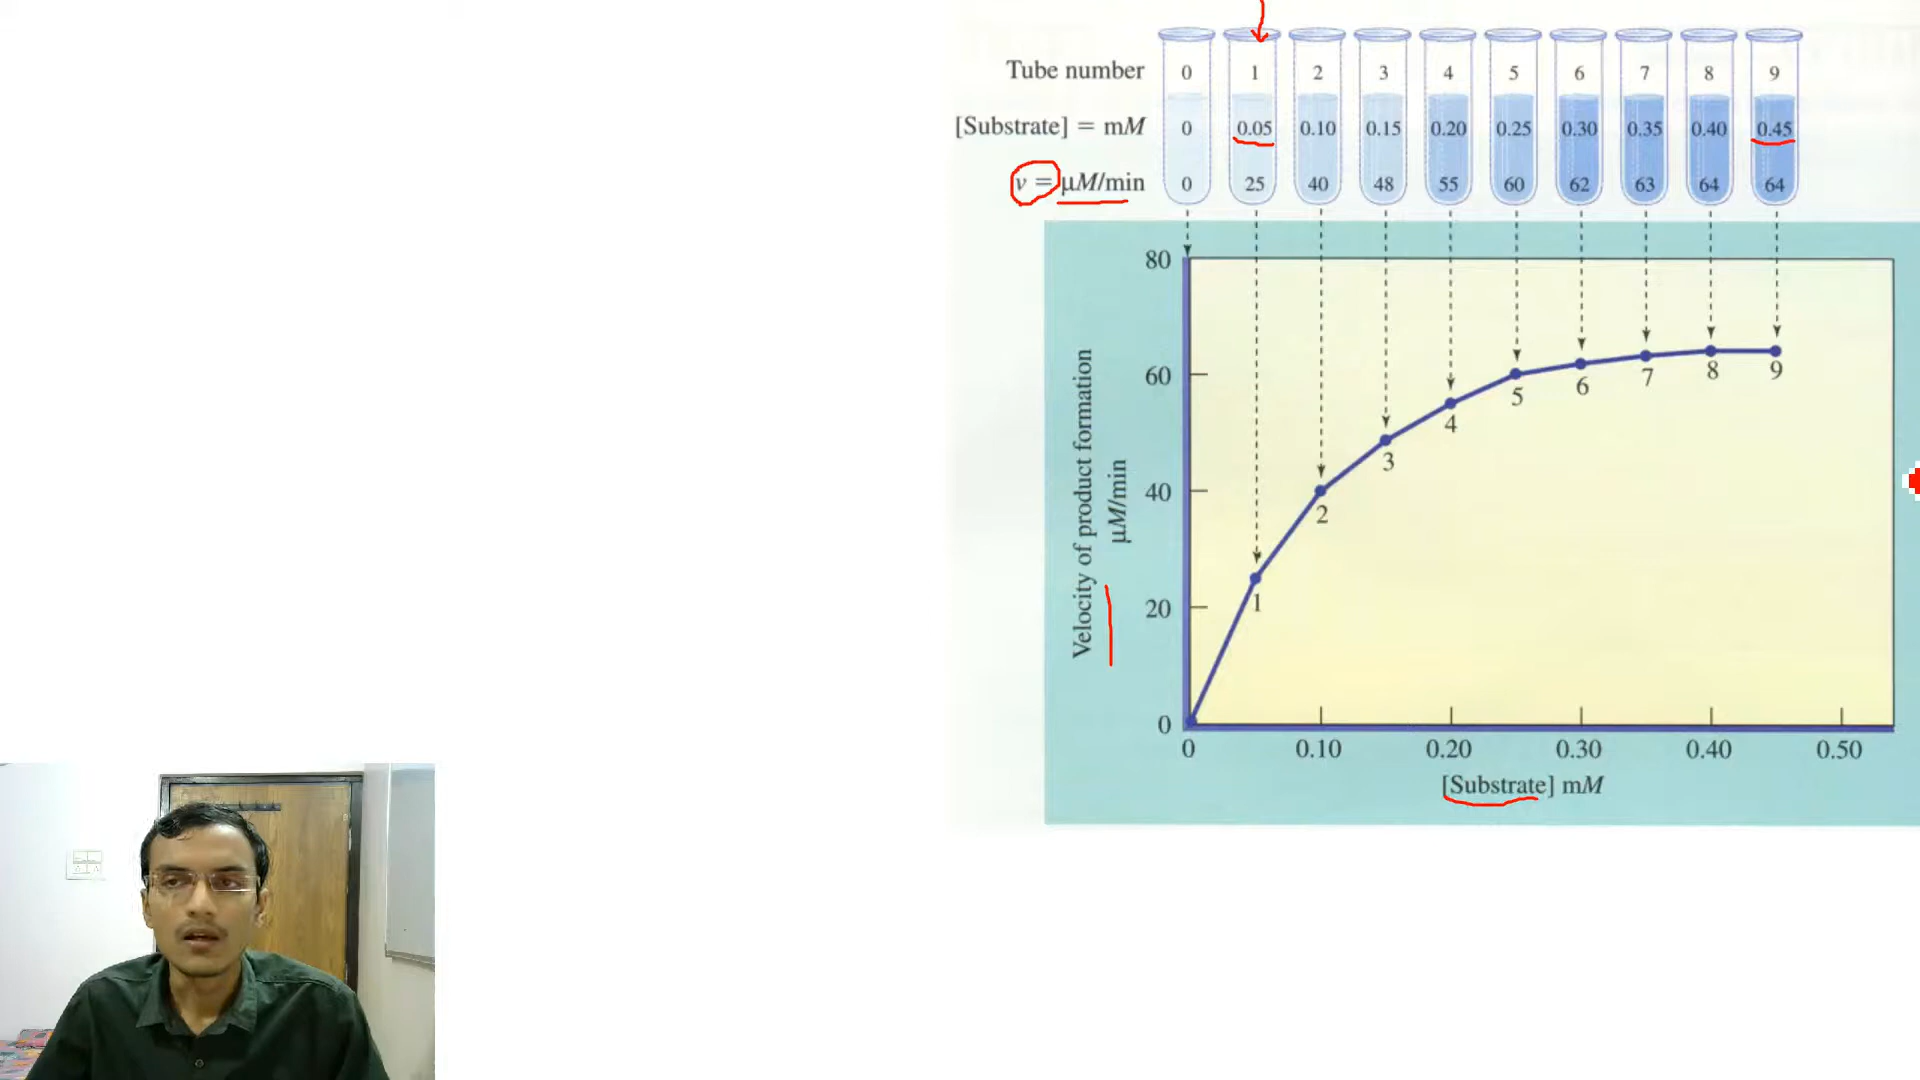 Tube number 0 1 2 3 4 5 6 7 8 9
[Substrate] = mM 0 0.05 0.10 0.15 0.20 0.25 0.30 0.35 0.40 0.45
v = µM/min 0 25 40 48 55 60 62 63 64 64
80
60
40
20
0
Velocity of product formation
µM/min
1
2
3
4
5
6
7
8
9
0 0.10 0.20 0.30 0.40 0.50
[Substrate] mM